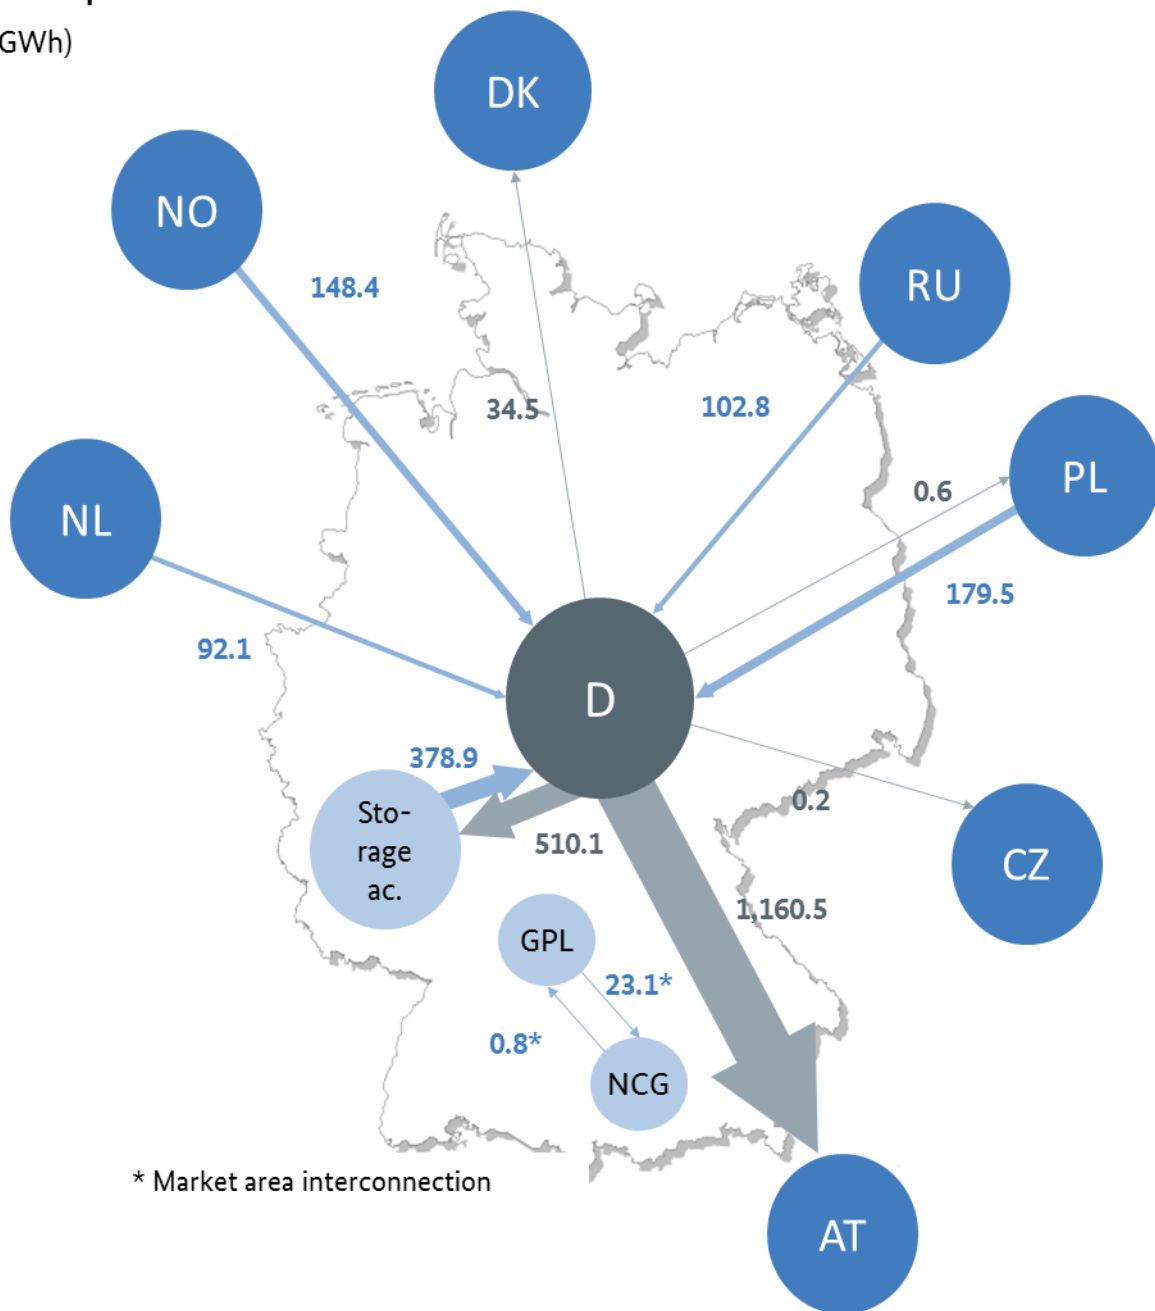 GWh)
DK
NO
148.4
RU
34.5
102.8
PL
0.6
NL
179.5
92.1
D
378.9
0.2
Sto-
rage
ac.
510.1
CZ
1,160.5
GPL
23.1*
0.8*
NCG
* Market area interconnection
AT